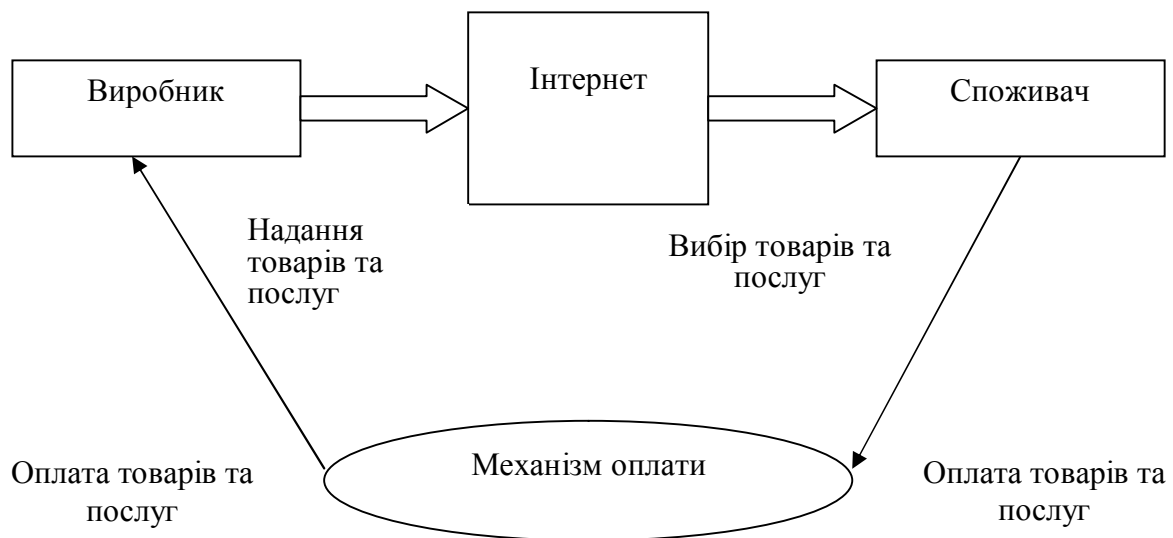 Виробник
Інтернет
Споживач
Надання
товарів та
послуг
Вибір товарів та
послуг
Механізм оплати
Оплата товарів та
послуг
Оплата товарів та
послуг